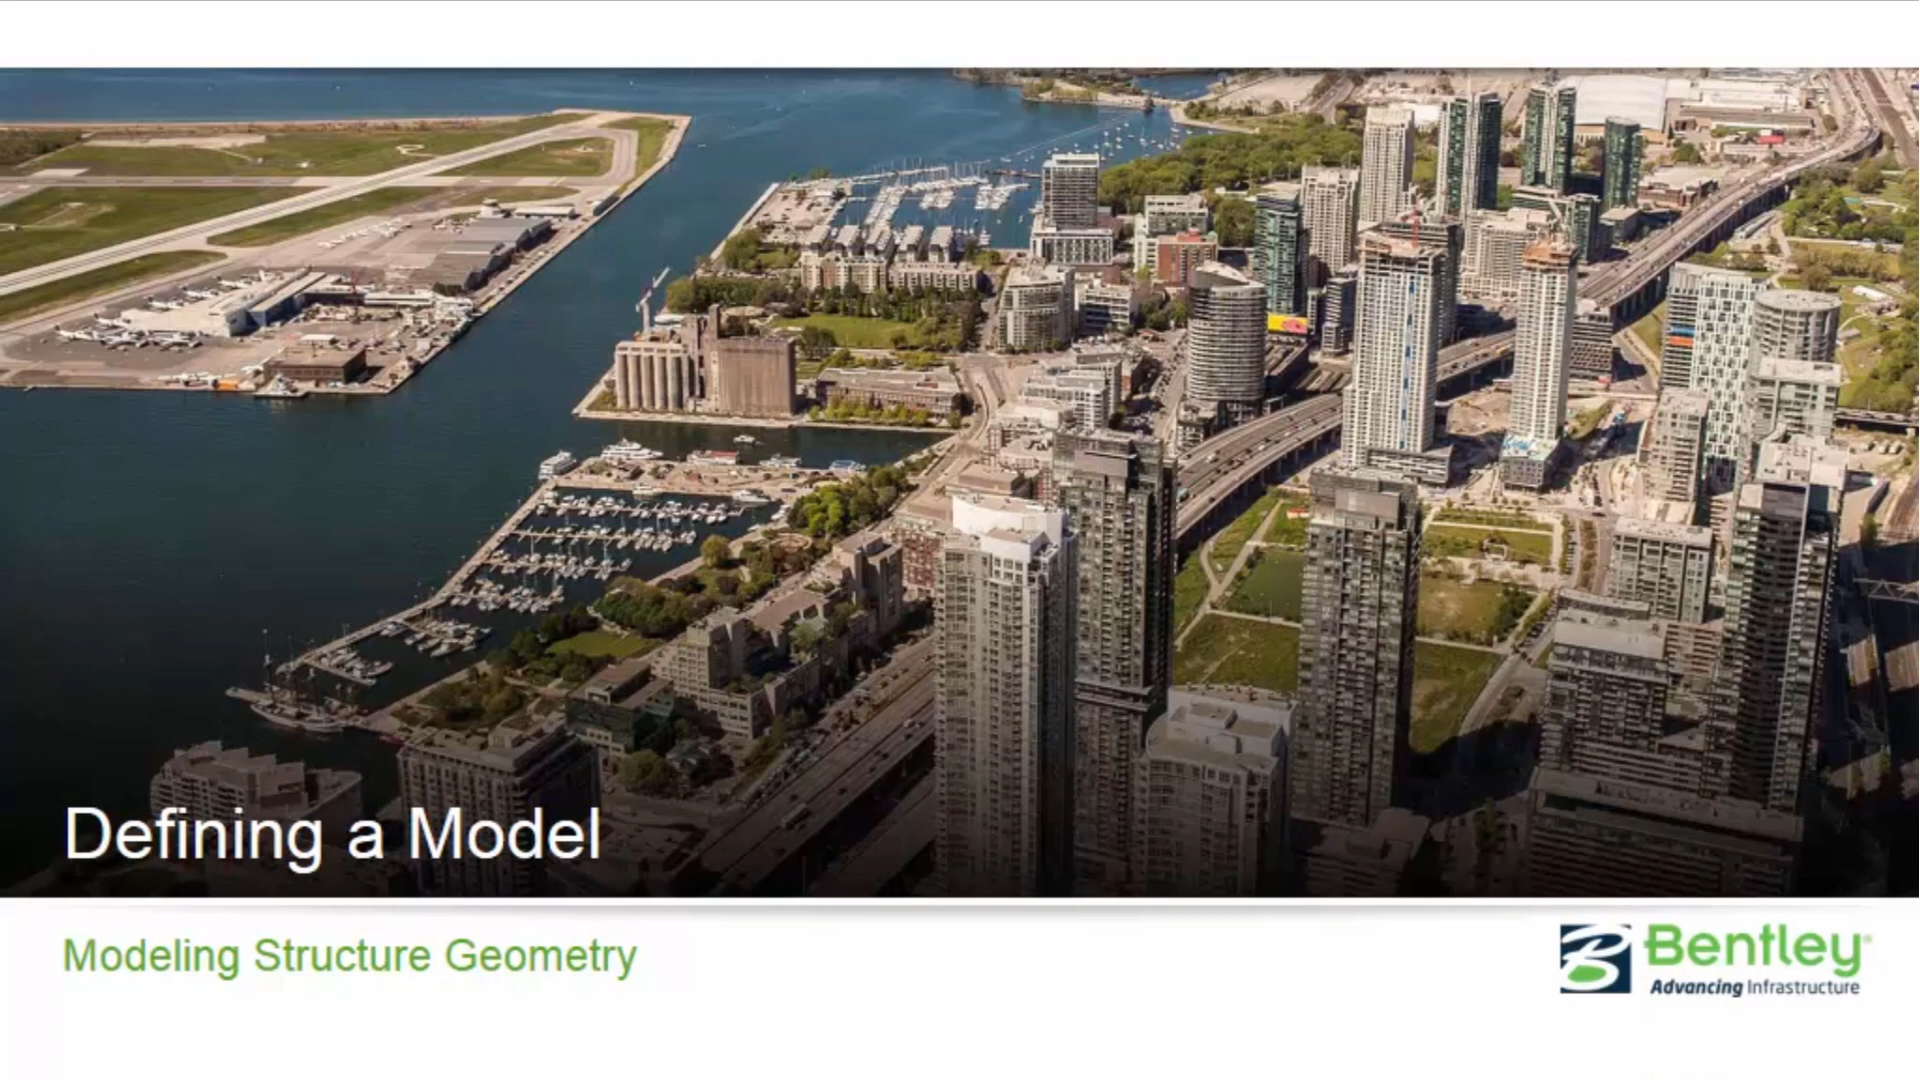 Defining a Model
Modeling Structure Geometry
Bentley®
Advancing Infrastructure